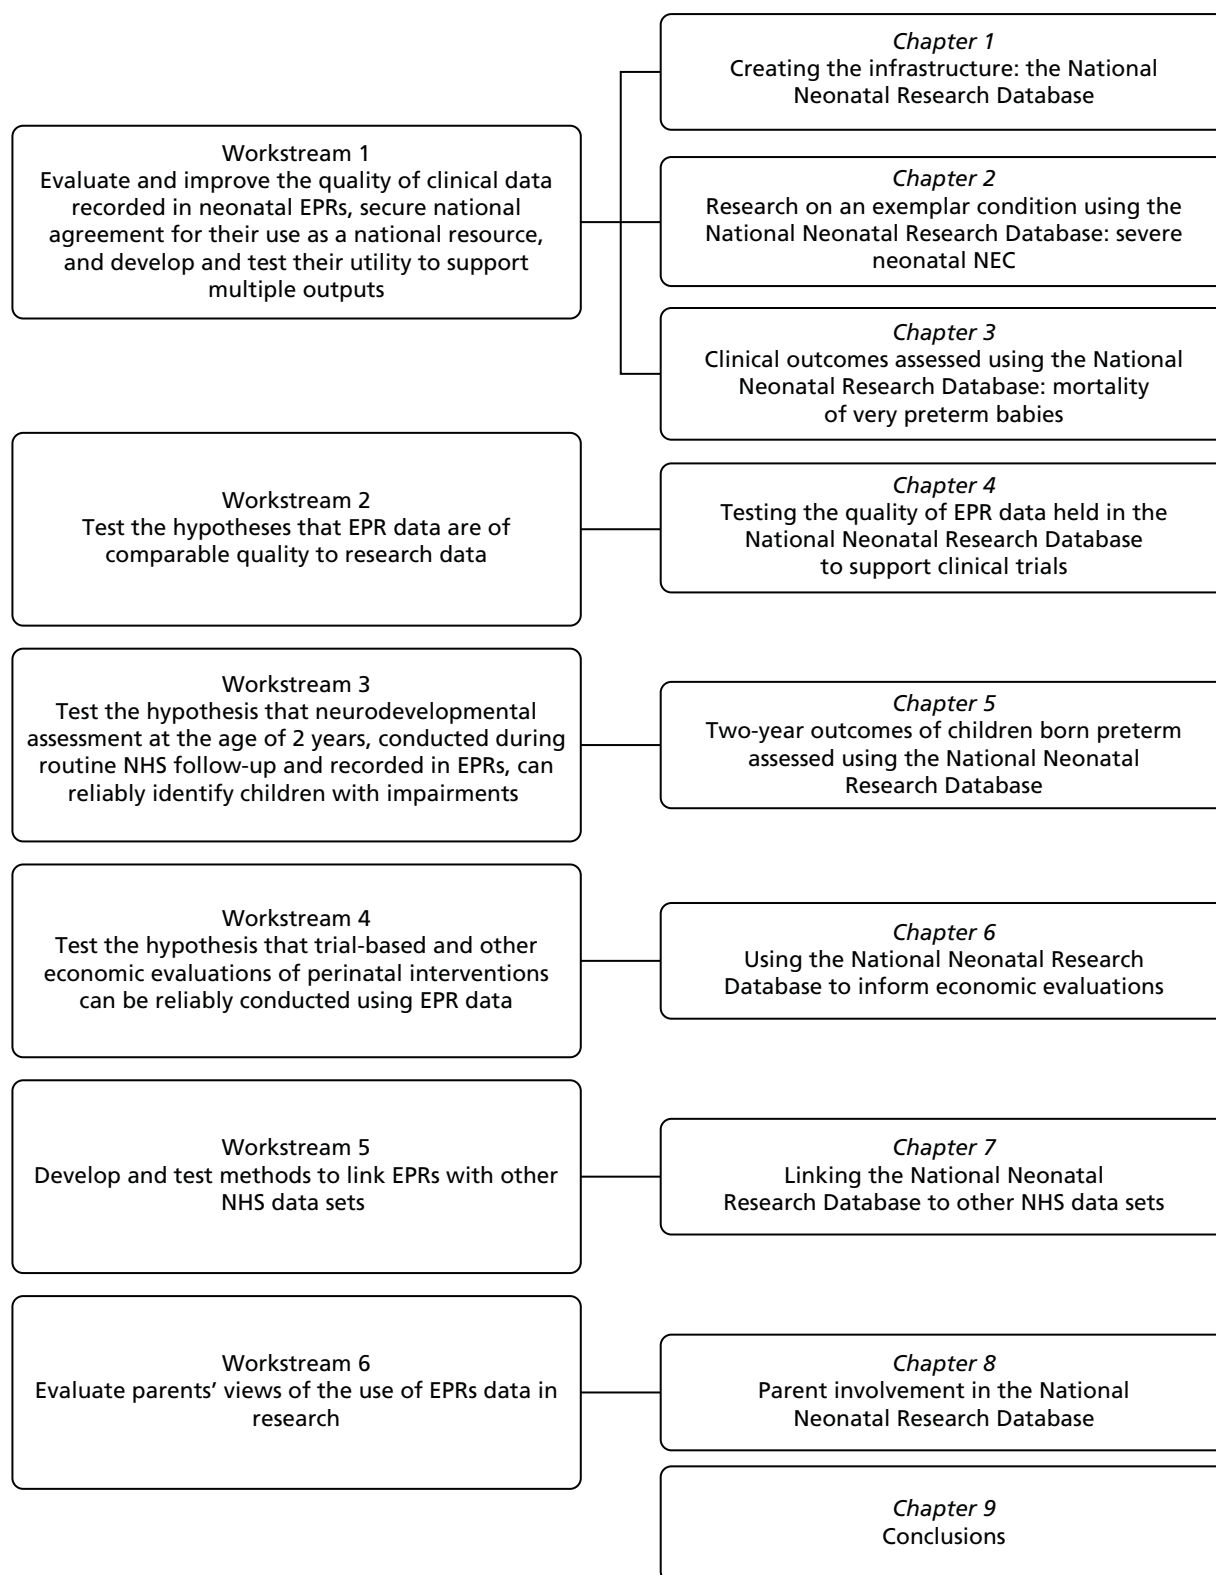 Workstream 1
Evaluate and improve the quality of clinical data
recorded in neonatal EPRs, secure national
agreement for their use as a national resource,
and develop and test their utility to support
multiple outputs
Chapter 1
Creating the infrastructure: the National
Neonatal Research Database
Chapter 2
Research on an exemplar condition using the
National Neonatal Research Database: severe
neonatal NEC
Chapter 3
Clinical outcomes assessed using the National
Neonatal Research Database: mortality
of very preterm babies
Workstream 2
Test the hypotheses that EPR data are of
comparable quality to research data
Chapter 4
Testing the quality of EPR data held in the
National Neonatal Research Database
to support clinical trials
Workstream 3
Test the hypothesis that neurodevelopmental
assessment at the age of 2 years, conducted during
routine NHS follow-up and recorded in EPRs, can
reliably identify children with impairments
Chapter 5
Two-year outcomes of children born preterm
assessed using the National Neonatal
Research Database
Workstream 4
Test the hypothesis that trial-based and other
economic evaluations of perinatal interventions
can be reliably conducted using EPR data
Chapter 6
Using the National Neonatal Research
Database to inform economic evaluations
Workstream 5
Develop and test methods to link EPRs with other
NHS data sets
Chapter 7
Linking the National Neonatal
Research Database to other NHS data sets
Workstream 6
Evaluate parents’ views of the use of EPRs data in
research
Chapter 8
Parent involvement in the National
Neonatal Research Database
Chapter 9
Conclusions